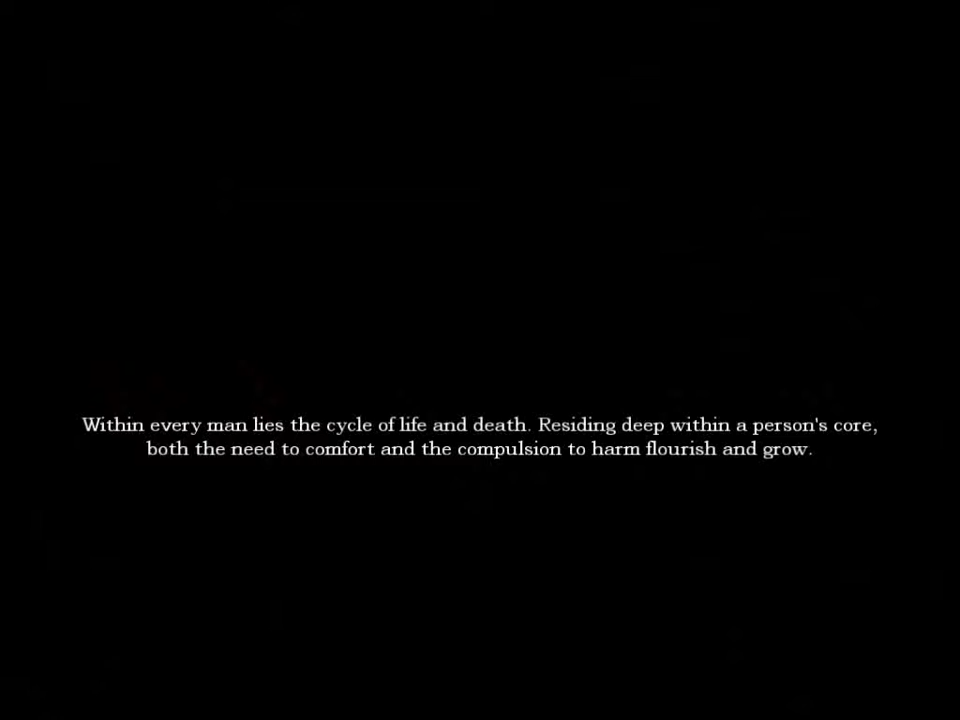 Within every man lies the cycle of life and death. Residing deep within a person's core,
both the need to comfort and the compulsion to harm flourish and grow.